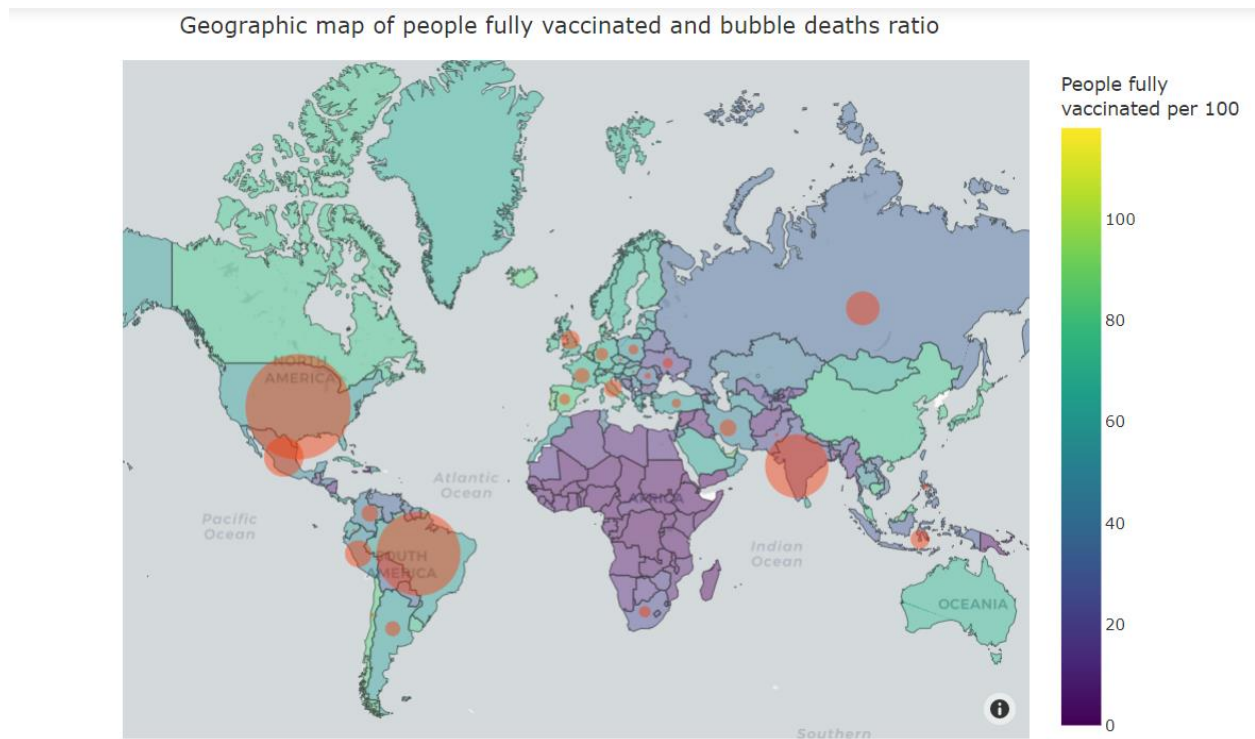 Geographic map of people fully vaccinated and bubble deaths ratio
People fully
vaccinated per 100
100
80
60
40
20
0
NORTH
AMERICA
Atlantic
Ocean
Pacific
Ocean
AFRICA
SOUTH
AMERICA
Indian
Ocean
OCEANIA
Southern